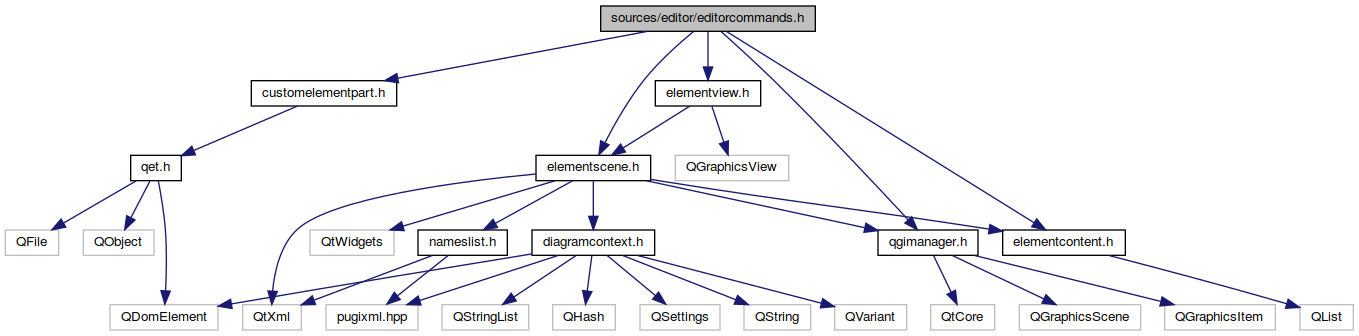 sources/editor/editorcommands.h
customelementpart.h
elementview.h
qet.h
elementscene.h
QGraphicsView
QFile
QObject
QtWidgets
nameslist.h
diagramcontext.h
qgimanager.h
elementcontent.h
QDomElement
QtXml
pugixml.hpp
QStringList
QHash
QSettings
QString
QVariant
QtCore
QGraphicsScene
QGraphicsItem
QList